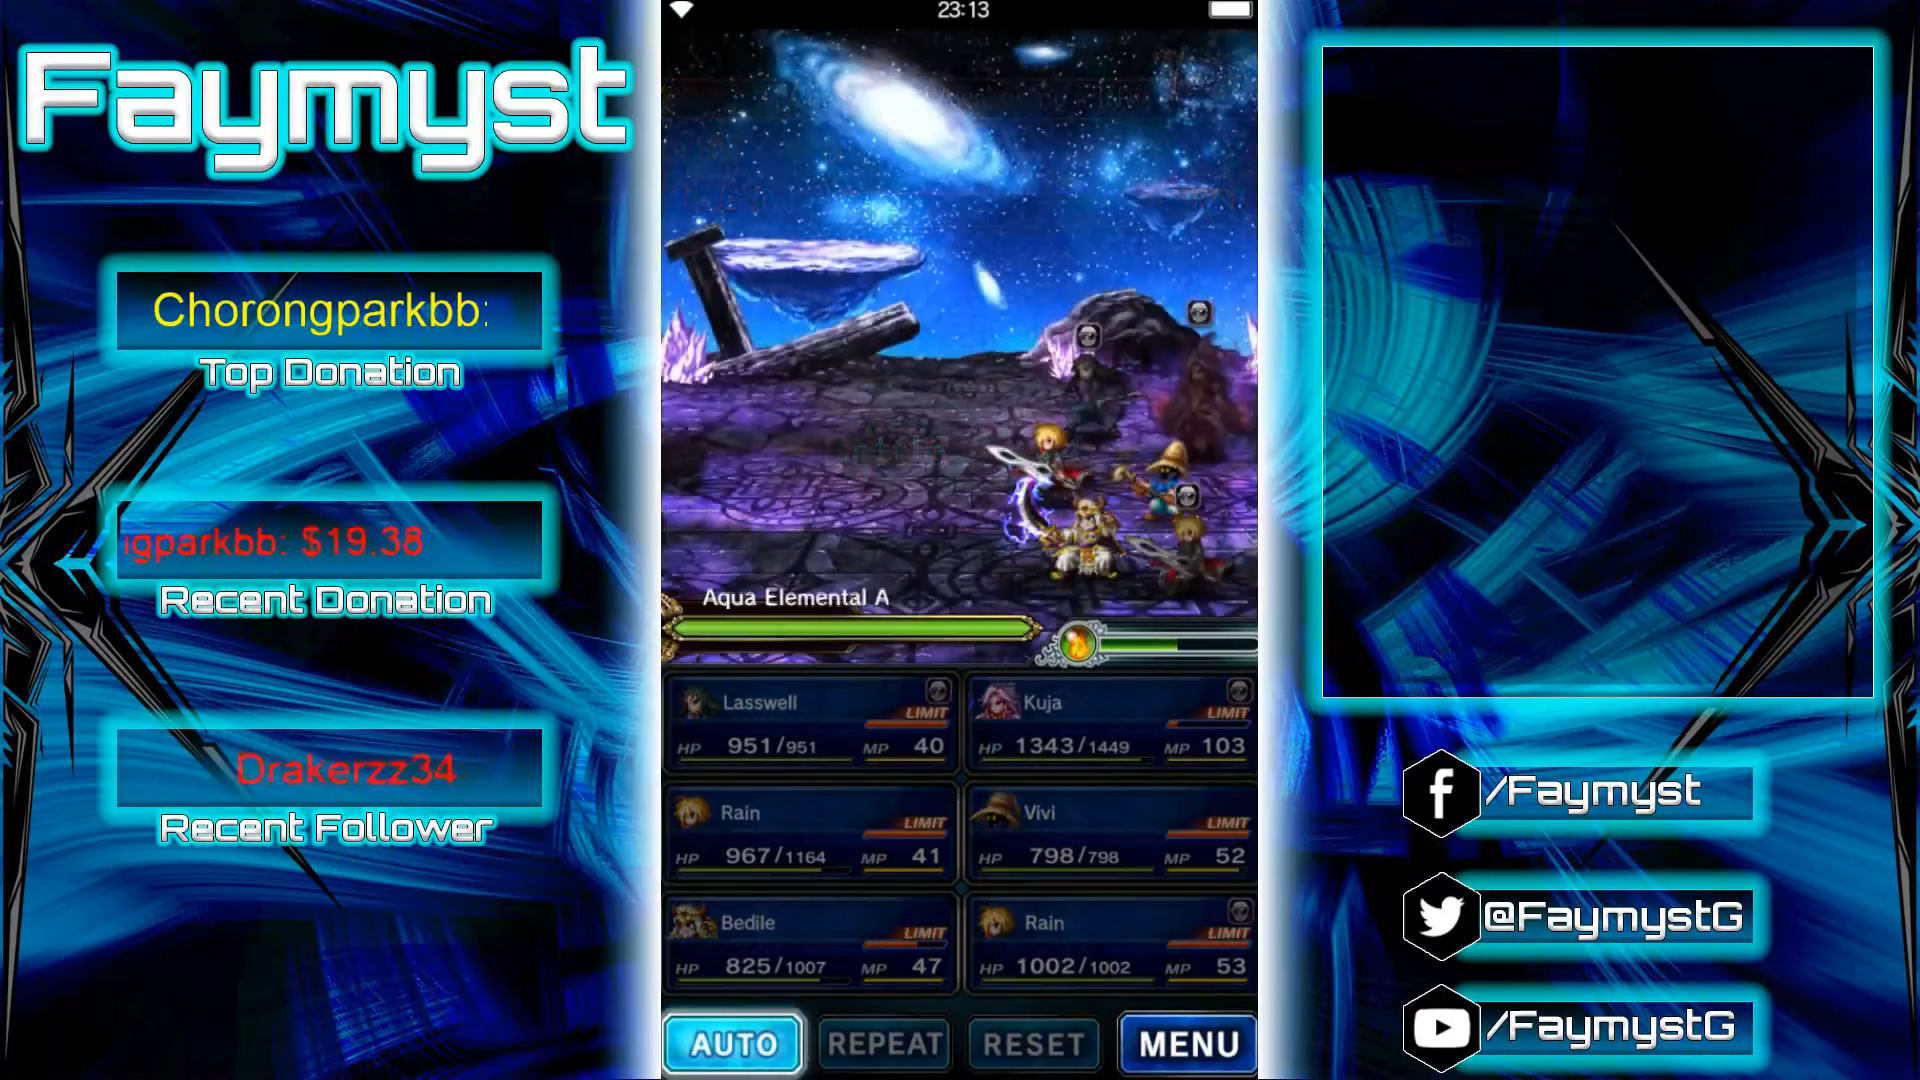 Faymyst
Chorongparkbb:
Top Donation
igparkbb: $19.38
Recent Donation
Drakerzz34
Recent Follower
23:13
Aqua Elemental A
Lasswell
LIMIT
HP 951/951 MP 40
Kuja
LIMIT
HP 1343/1449 MP 103
Rain
LIMIT
HP 967/1164 MP 41
Vivi
LIMIT
HP 798/798 MP 52
Bedile
LIMIT
HP 825/1007 MP 47
Rain
LIMIT
HP 1002/1002 MP 53
AUTO REPEAT RESET MENU
/Faymyst
@FaymystG
/FaymystG